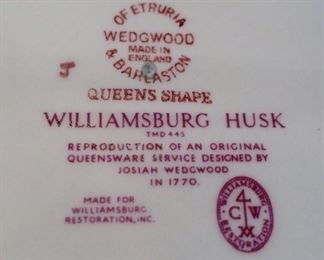 OF ETRURIA
WEDGWOOD
MADE IN
ENGLAND
& BARLASTON
J
QUEENS SHAPE
WILLIAMSBURG HUSK
TMD 445
REPRODUCTION OF AN ORIGINAL
QUEENSWARE SERVICE DESIGNED BY
JOSIAH WEDGWOOD
IN 1770.
MADE FOR
WILLIAMSBURG
RESTORATION, INC.
WILLIAMSBURG
CW
RESTORATION